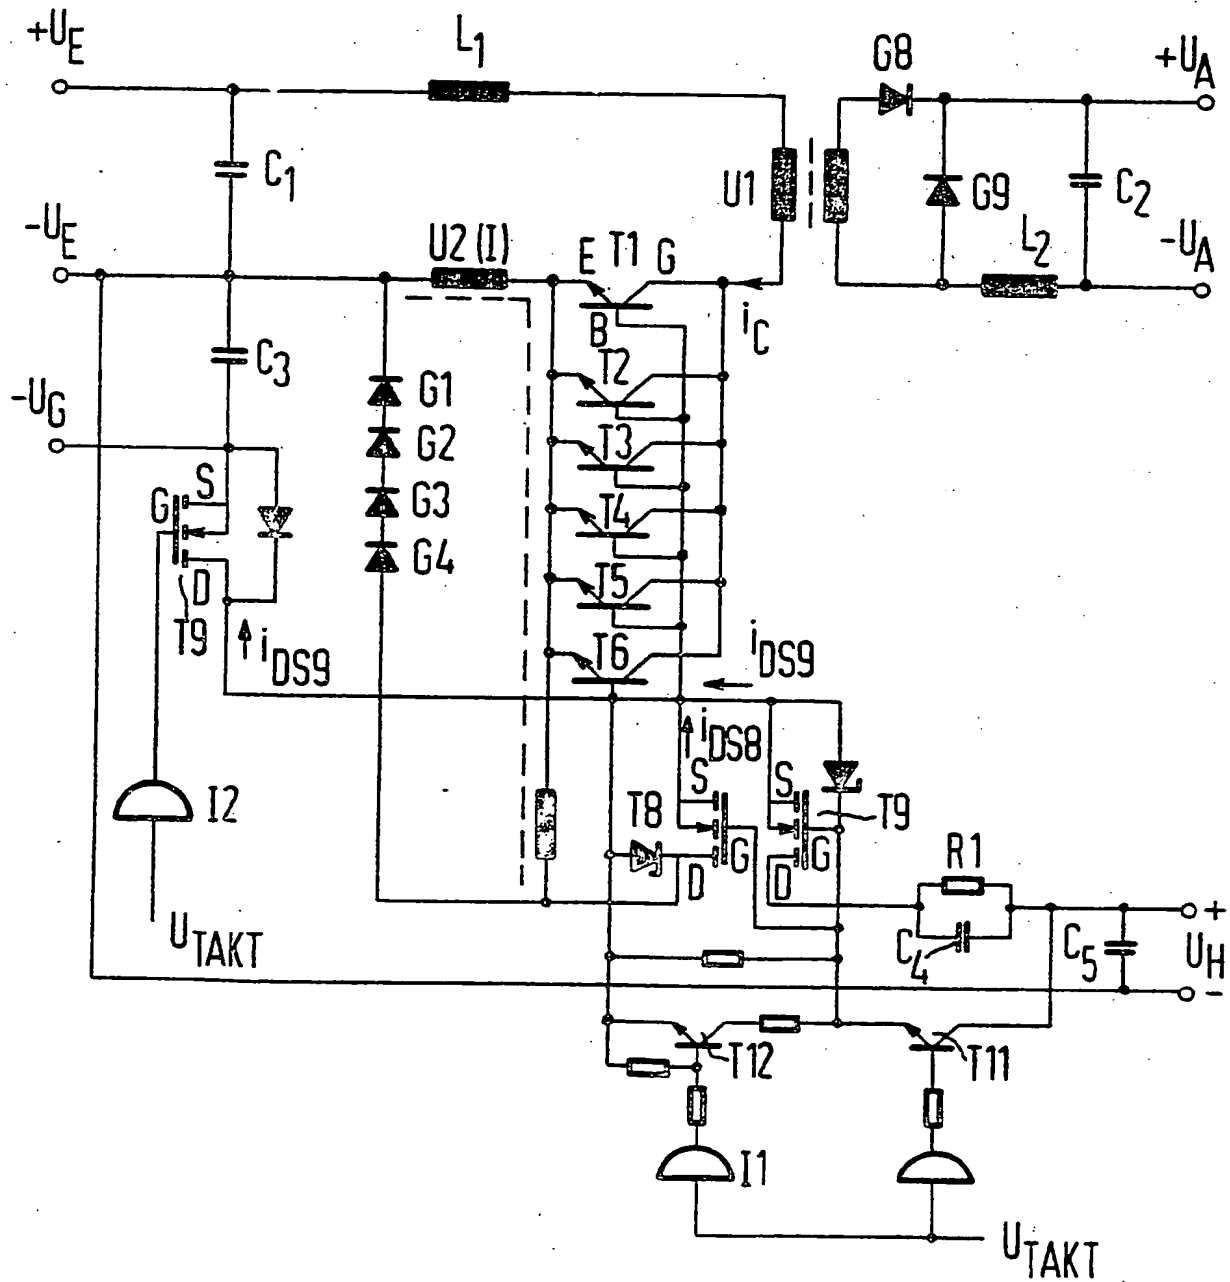 +U_E
L_1
G8
+U_A
C_1
U1
G9
C_2
-U_E
U2 (I)
E T1 G
L_2
-U_A
B
i_C
C_3
T2
-U_G
G1
G2
T3
S
G
G3
T4
G4
D
T5
T9
i_DS9
T6
i_DS9
i_DS8
S
S
I2
T8
T9
G
G
R1
D
D
U_TAKT
C_4
C_5
+
U_H
-
T12
T11
I1
U_TAKT